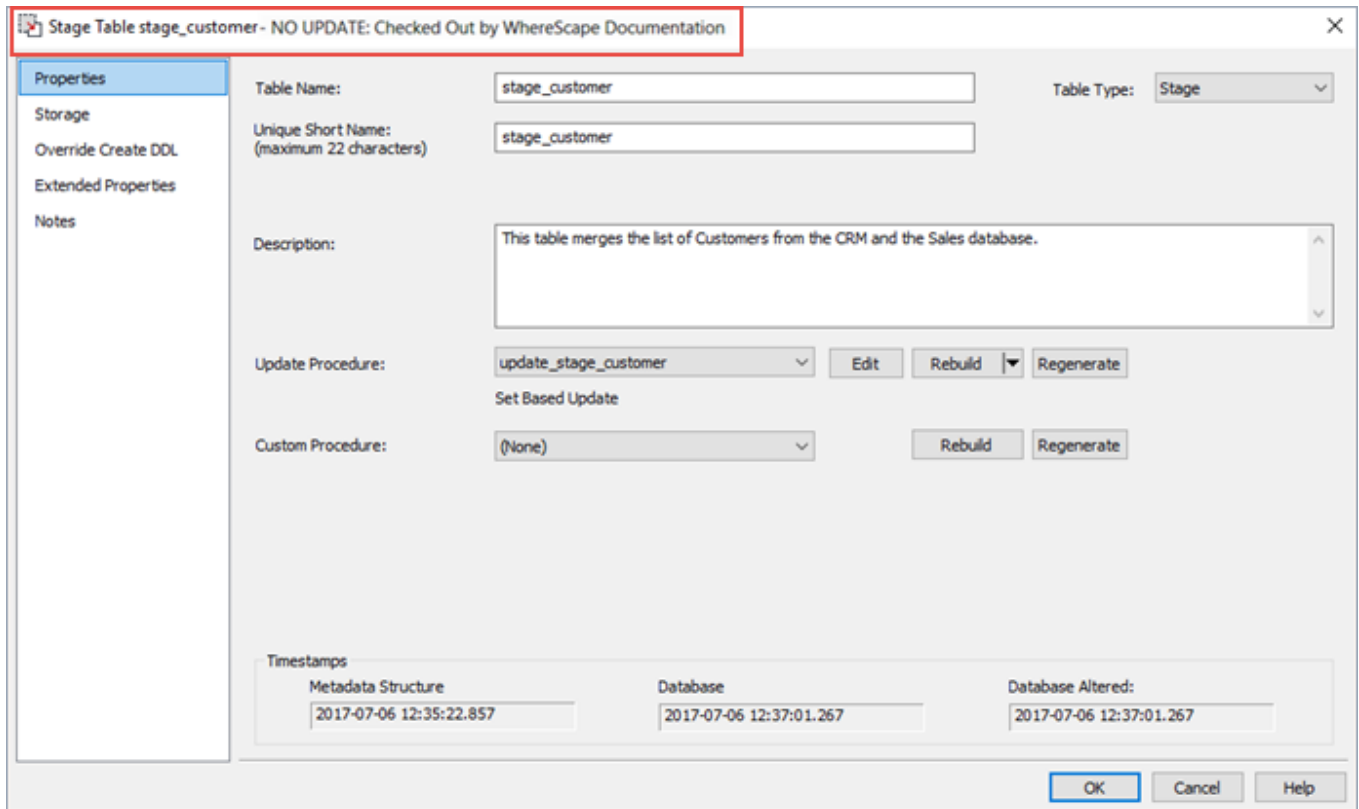 Stage Table stage_customer- NO UPDATE: Checked Out by WhereScape Documentation
Properties
Storage
Override Create DDL
Extended Properties
Notes
Table Name: stage_customer Table Type: Stage
Unique Short Name:
(maximum 22 characters) stage_customer
Description: This table merges the list of Customers from the CRM and the Sales database.
Update Procedure: update_stage_customer Edit Rebuild Regenerate
Set Based Update
Custom Procedure: (None) Rebuild Regenerate
Timestamps
Metadata Structure Database Database Altered:
2017-07-06 12:35:22.857 2017-07-06 12:37:01.267 2017-07-06 12:37:01.267
OK Cancel Help